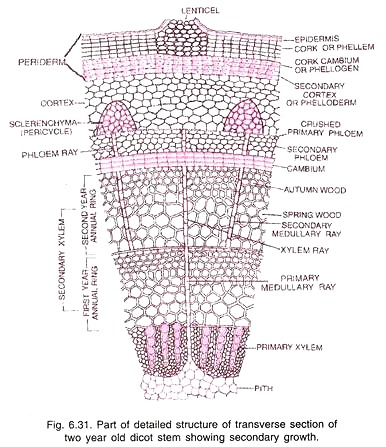 LENTICEL
EPIDERMIS
CORK OR PHELLEM
PERIDERM
CORK CAMBIUM
OR PHELLOGEN
SECONDARY
CORTEX
OR PHELLODERM
CORTEX
SCLERENCHYMA
(PERICYCLE)
CRUSHED
PRIMARY PHLOEM
PHLOEM RAY
SECONDARY
PHLOEM
CAMBIUM
AUTUMN WOOD
SPRING WOOD
SECONDARY
MEDULLARY RAY
XYLEM RAY
SECONDARY XYLEM
SECOND YEAR
ANNUAL RING
FIRST YEAR
ANNUAL RING
PRIMARY
MEDULLARY RAY
PRIMARY XYLEM
PITH
Fig. 6.31. Part of detailed structure of transverse section of
two year old dicot stem showing secondary growth.